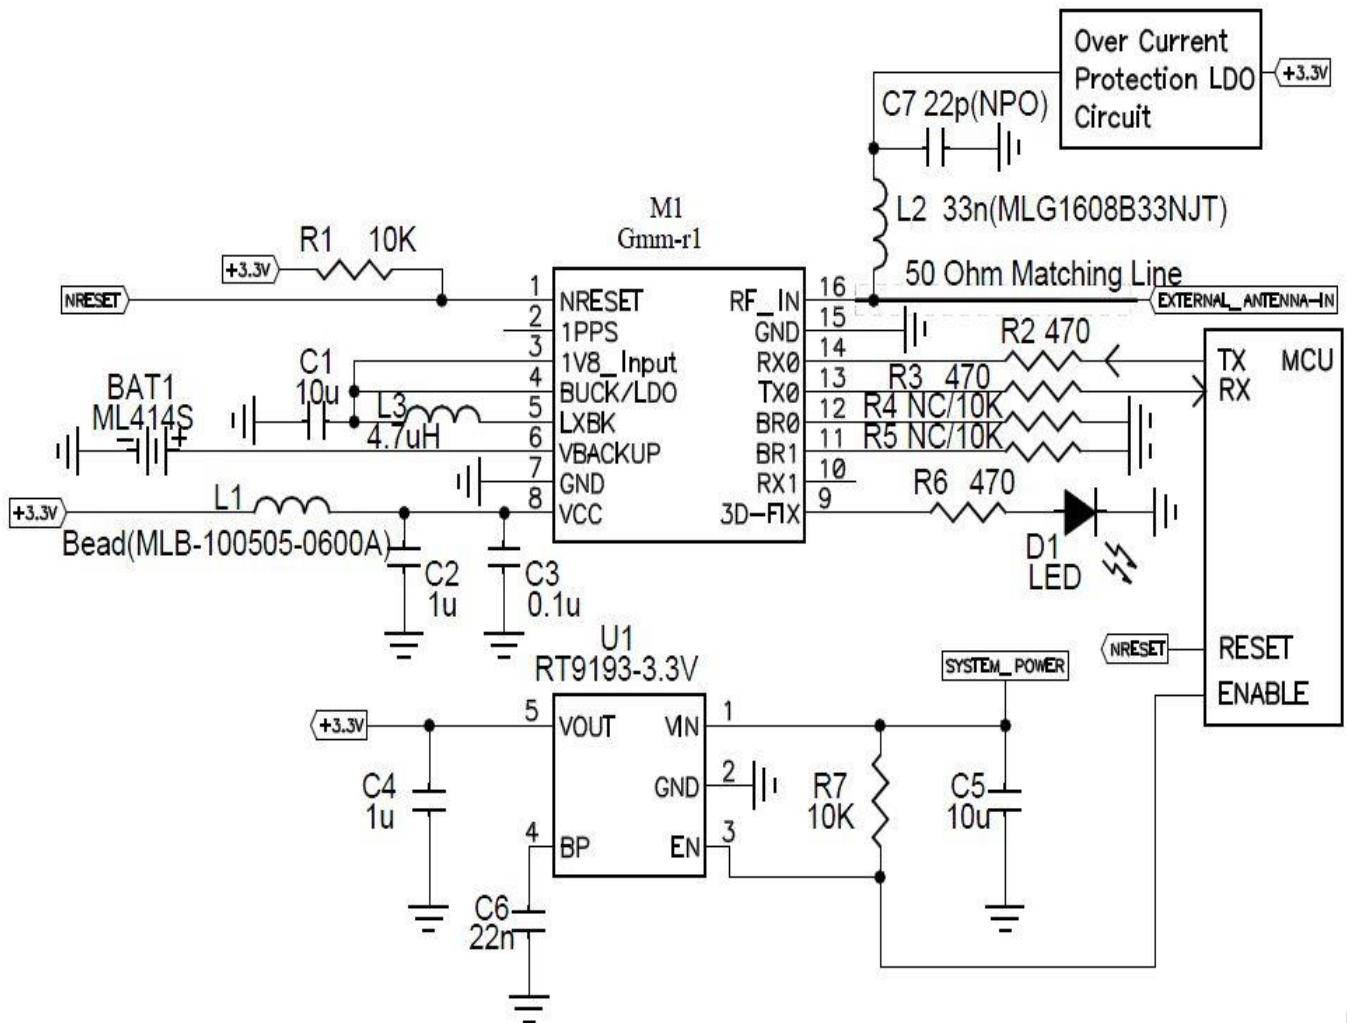 Over Current
Protection LDO
Circuit
+3.3V
C7 22p(NPO)
L2 33n(MLG1608B33NJT)
M1
Gmm-r1
R1 10K
+3.3V
50 Ohm Matching Line
NRESET
1 NRESET
RF_IN 16
EXTERNAL_ANTENNA-IN
2 1PPS
GND 15
R2 470
3 1V8_Input
RX0 14
TX MCU
C1
10u
4 BUCK/LDO
TX0 13
R3 470
RX
BAT1
ML414S
- +
L3
4.7uH
5 LXBK
BR0 12
R4 NC/10K
6 VBACKUP
BR1 11
R5 NC/10K
7 GND
RX1 10
+3.3V
L1
8 VCC
3D-FIX 9
R6 470
Bead(MLB-100505-0600A)
D1
LED
C2
1u
C3
0.1u
U1
RT9193-3.3V
NRESET
RESET
SYSTEM_POWER
ENABLE
+3.3V
5 VOUT
VIN 1
C4
1u
GND 2
R7
10K
C5
10u
4 BP
EN 3
C6
22n